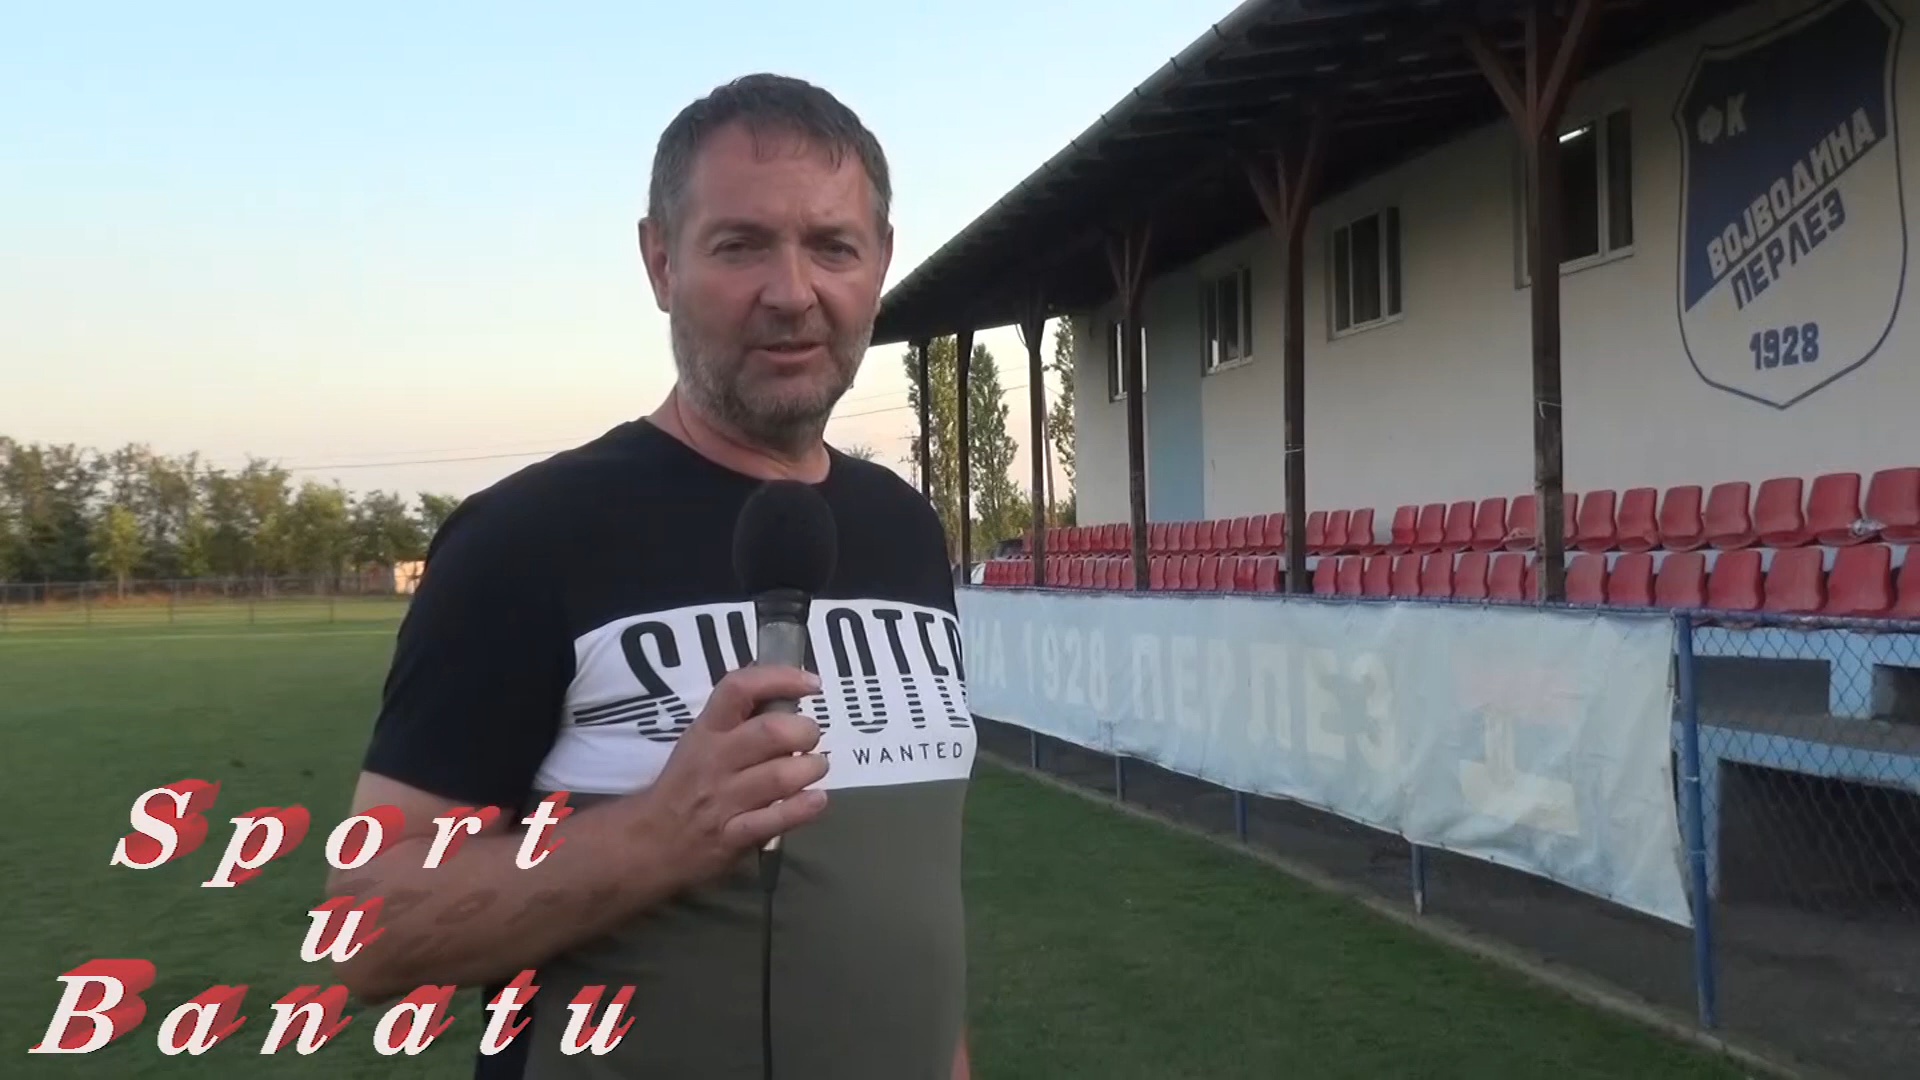 ФК
ВОЈВОДИНА
ПЕРЛЕЗ
1928
НА 1928 ПЕРЛЕЗ
WANTED
Sport
u
Banatu